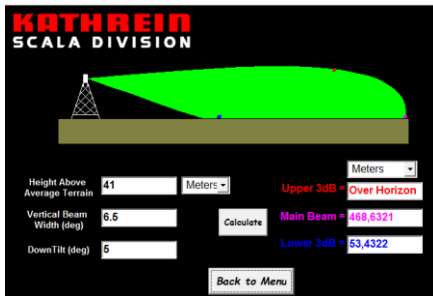 KATHREIN
SCALA DIVISION
Meters
Height Above
Average Terrain
41
Meters
Upper 3dB =
Over Horizon
Vertical Beam
Width (deg)
6.5
Calculate
Main Beam =
468,6321
DownTilt (deg)
5
Lower 3dB =
53,4322
Back to Menu